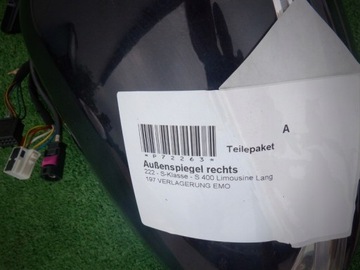 A
Teilepaket
*P72263*
Außenspiegel rechts
222 - S-Klasse - S 400 Limousine Lang
197 VERLAGERUNG EMO